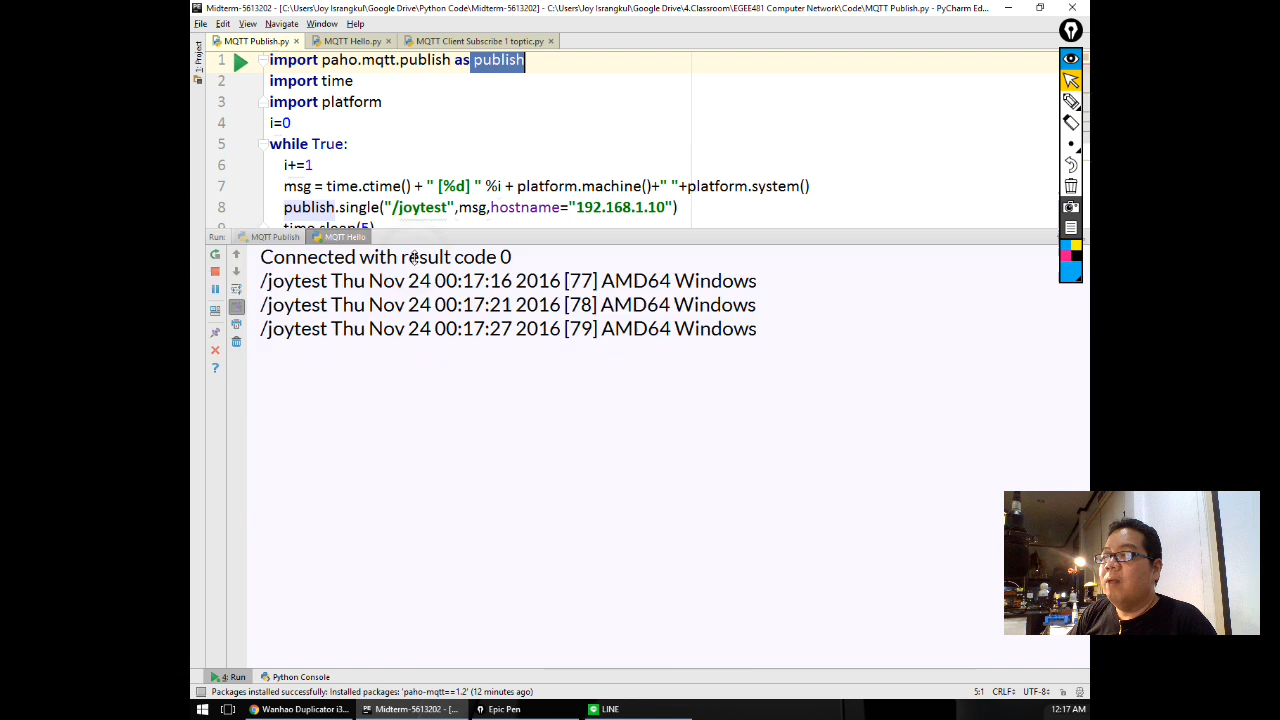 Midterm-5613202 - [C:\Users\Joy Israngkul\Google Drive\Python Code\Midterm-5613202] - C:\Users\Joy Israngkul\Google Drive\4.Classroom\EGEE481 Computer Network\Code\MQTT Publish.py - PyCharm Ed...
File Edit View Navigate Window Help
MQTT Publish.py MQTT Hello.py MQTT Client Subscribe 1 toptic.py
1: Project
1 import paho.mqtt.publish as publish
2 import time
3 import platform
4 i=0
5 while True:
6 i+=1
7 msg = time.ctime() + " [%d] " %i + platform.machine()+" "+platform.system()
8 publish.single("/joytest",msg,hostname="192.168.1.10")
9 time.sleep(5)
Run: MQTT Publish MQTT Hello
Connected with result code 0
/joytest Thu Nov 24 00:17:16 2016 [77] AMD64 Windows
/joytest Thu Nov 24 00:17:21 2016 [78] AMD64 Windows
/joytest Thu Nov 24 00:17:27 2016 [79] AMD64 Windows
4: Run Python Console
Packages installed successfully: Installed packages: 'paho-mqtt==1.2' (12 minutes ago) 5:1 CRLF÷ UTF-8÷
Wanhao Duplicator i3... Midterm-5613202 - [... Epic Pen LINE 12:17 AM